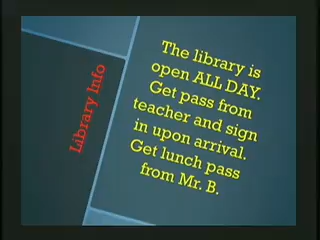 Library Info
The library is
open ALL DAY.
Get pass from
teacher and sign
in upon arrival.
Get lunch pass
from Mr. B.